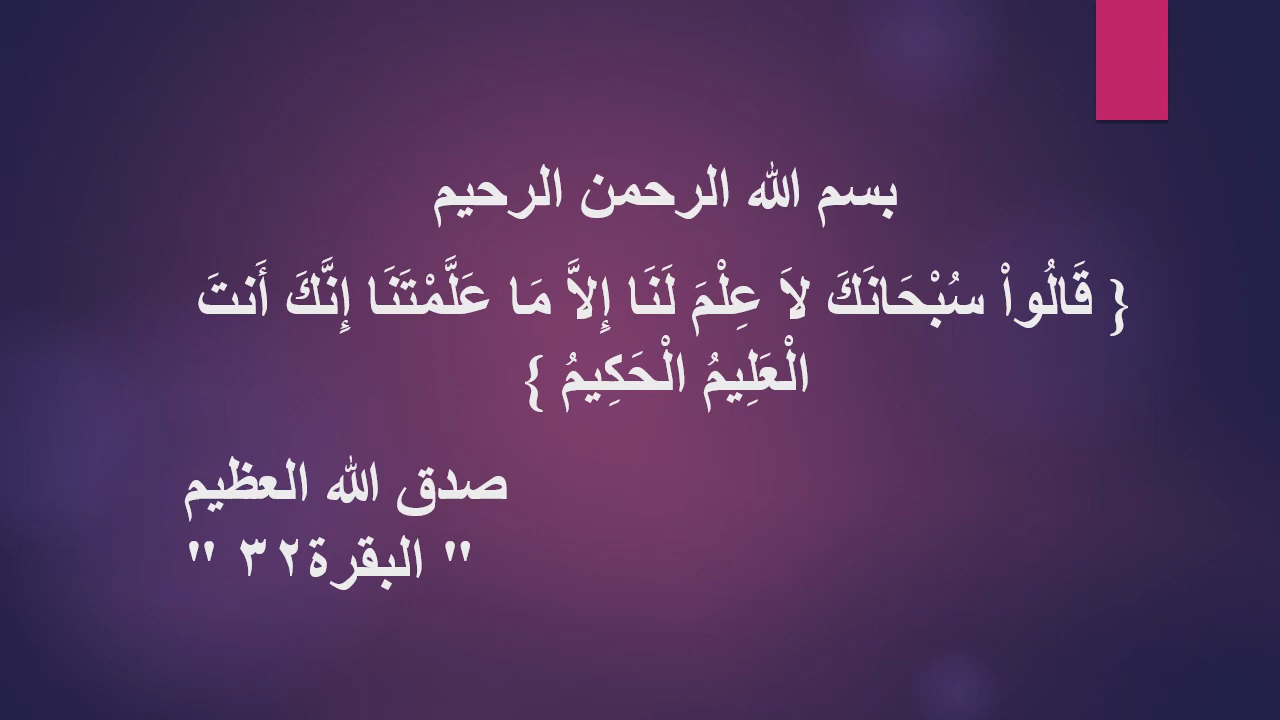 بسم الله الرحمن الرحيم
{ قَالُواْ سُبْحَانَكَ لاَ عِلْمَ لَنَا إِلاَّ مَا عَلَّمْتَنَا إِنَّكَ أَنتَ
الْعَلِيمُ الْحَكِيمُ }
صدق الله العظيم
" البقرة٣٢ "